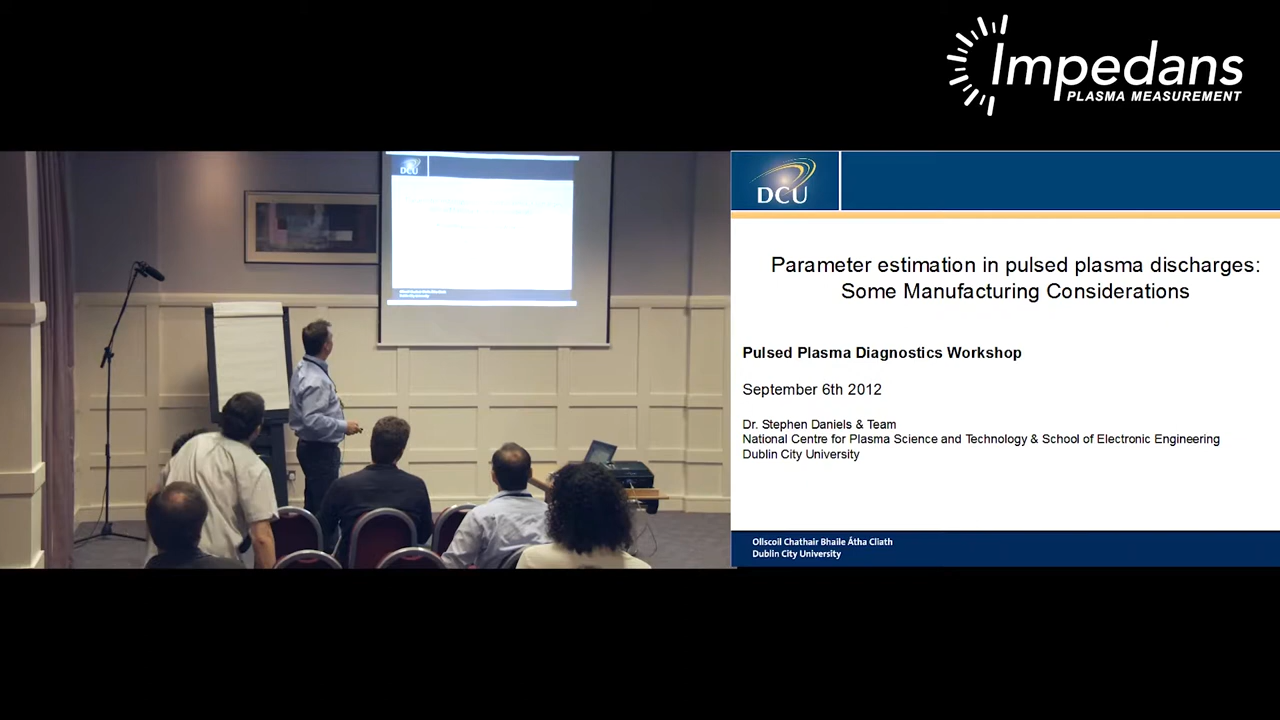 Impedans
PLASMA MEASUREMENT
DCU
DCU
Parameter estimation in pulsed plasma discharges:
Some Manufacturing Considerations
Pulsed Plasma Diagnostics Workshop
September 6th 2012
Dr. Stephen Daniels & Team
National Centre for Plasma Science and Technology & School of Electronic Engineering
Dublin City University
Ollscoil Chathair Bhaile Átha Cliath
Dublin City University